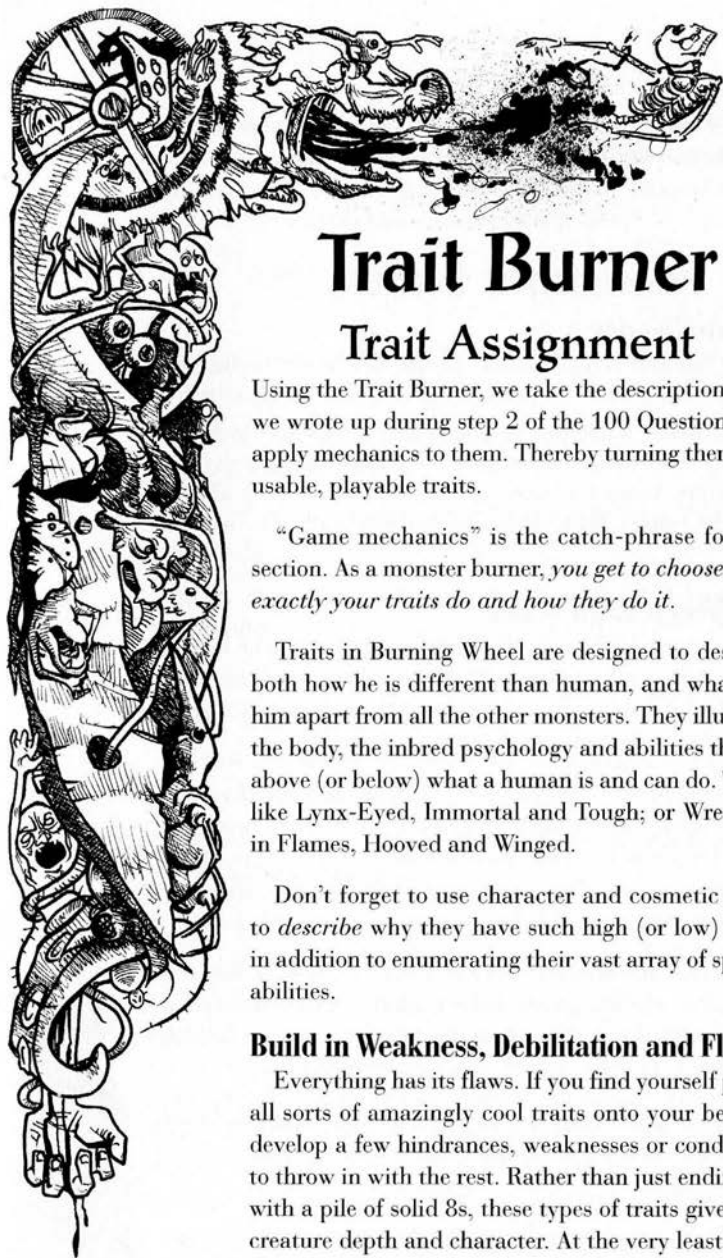 Trait Burner
Trait Assignment
Using the Trait Burner, we take the description
we wrote up during step 2 of the 100 Question
apply mechanics to them. Thereby turning ther
usable, playable traits.
“Game mechanics” is the catch-phrase fo
section. As a monster burner, you get to choose
exactly your traits do and how they do it.
Traits in Burning Wheel are designed to de
both how he is different than human, and wha
him apart from all the other monsters. They illu
the body, the inbred psychology and abilities th
above (or below) what a human is and can do.
like Lynx-Eyed, Immortal and Tough; or Wre
in Flames, Hooved and Winged.
Don’t forget to use character and cosmetic
to describe why they have such high (or low)
in addition to enumerating their vast array of s
abilities.
Build in Weakness, Debilitation and Fl
Everything has its flaws. If you find yourself
all sorts of amazingly cool traits onto your be
develop a few hindrances, weaknesses or cond
to throw in with the rest. Rather than just endi
with a pile of solid 8s, these types of traits give
creature depth and character. At the very least